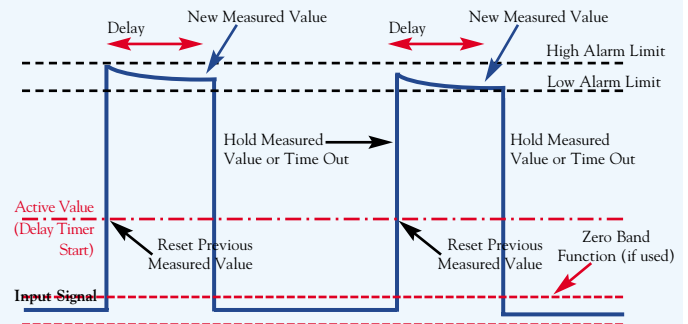 Delay
New Measured Value
Delay
New Measured Value
High Alarm Limit
Low Alarm Limit
Hold Measured
Value or Time Out
Hold Measured
Value or Time Out
Active Value
(Delay Timer
Start)
Reset Previous
Measured Value
Reset Previous
Measured Value
Zero Band
Function (if used)
Input Signal